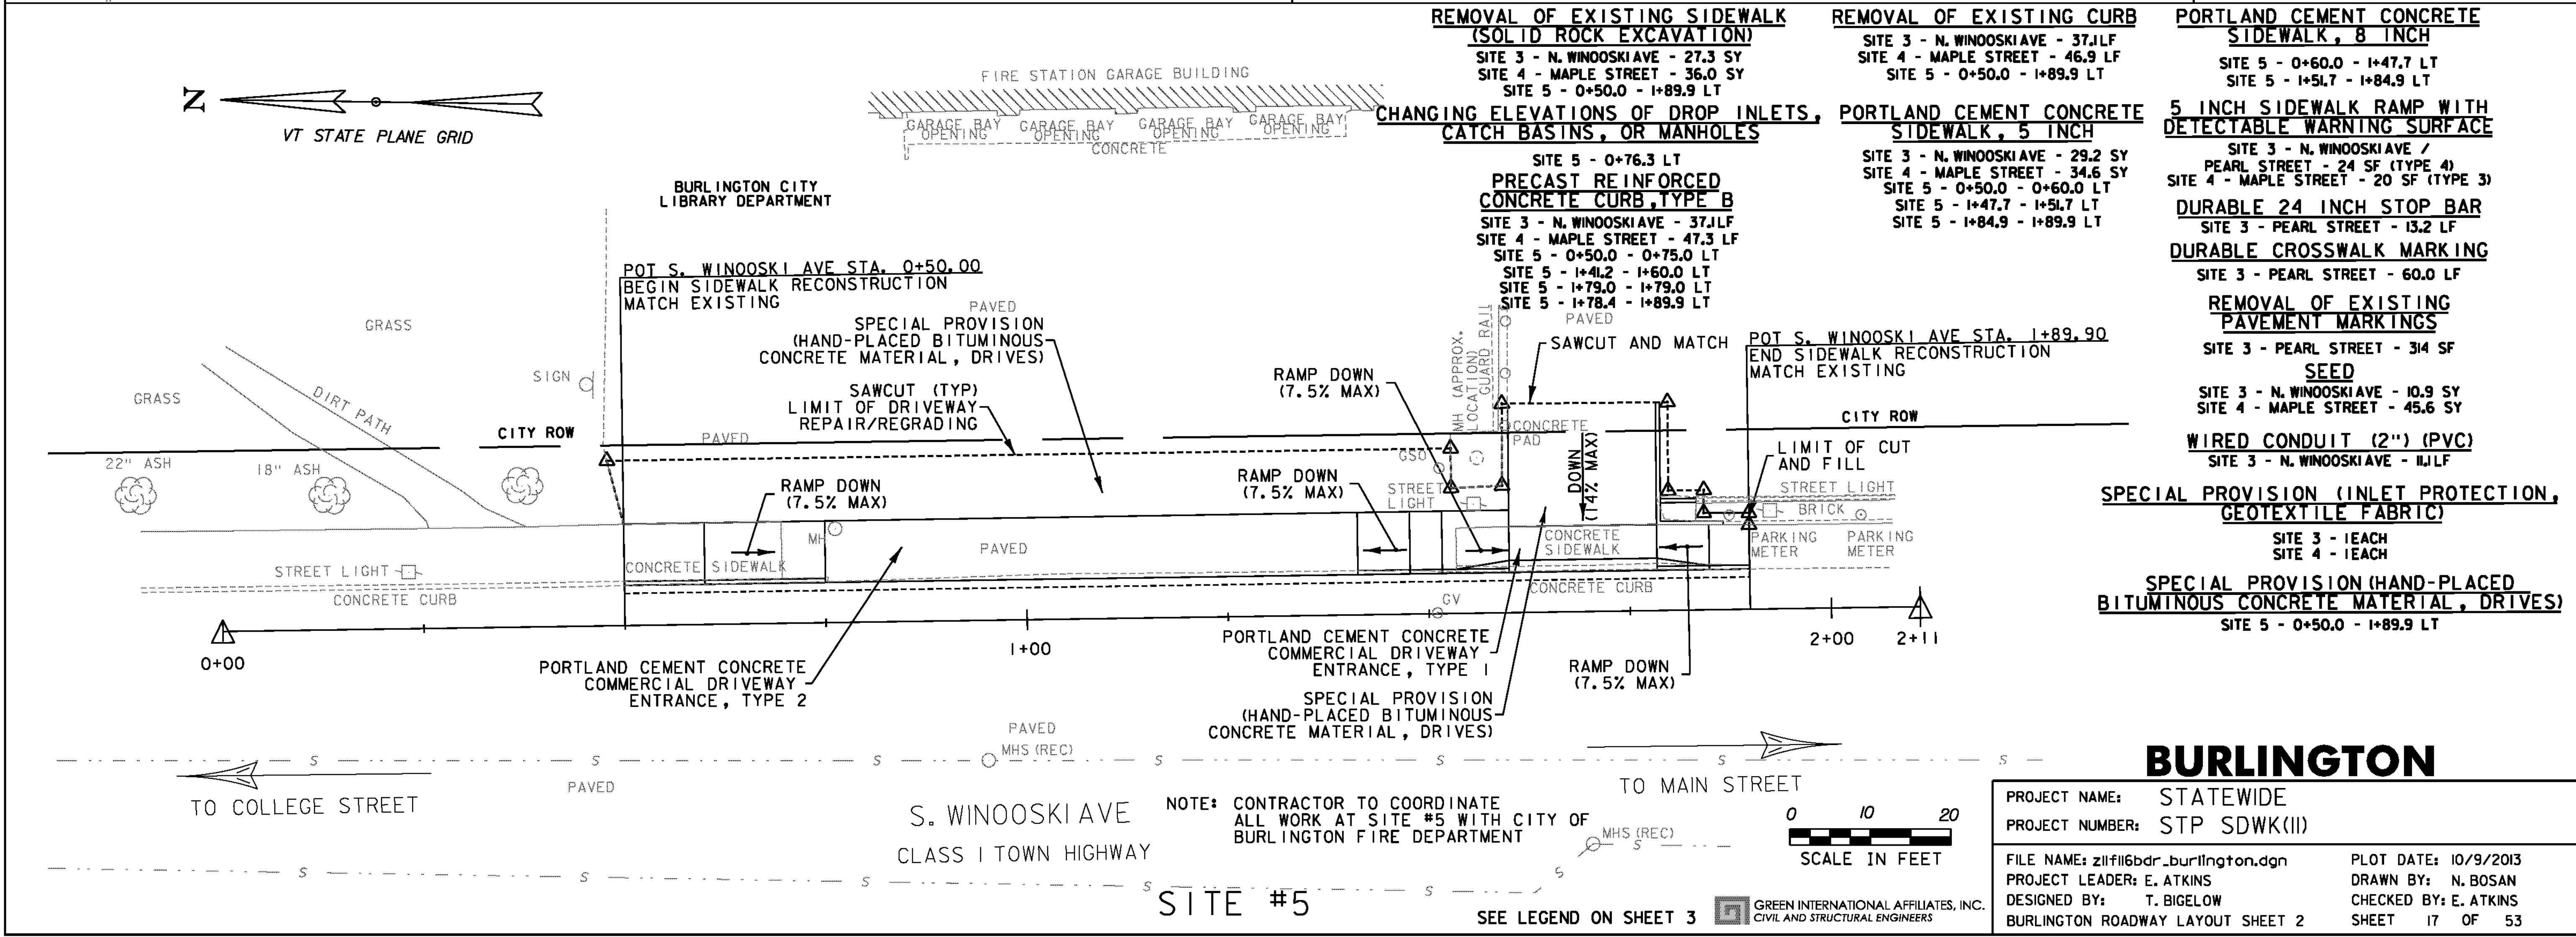 REMOVAL OF EXISTING SIDEWALK
(SOLID ROCK EXCAVATION)
SITE 3 - N. WINOOSKI AVE - 27.3 SY
SITE 4 - MAPLE STREET - 36.0 SY
SITE 5 - 0+50.0 - 1+89.9 LT
CHANGING ELEVATIONS OF DROP INLETS,
CATCH BASINS, OR MANHOLES
SITE 5 - 0+76.3 LT
PRECAST REINFORCED
CONCRETE CURB, TYPE B
SITE 3 - N. WINOOSKI AVE - 37.1LF
SITE 4 - MAPLE STREET - 47.3 LF
SITE 5 - 0+50.0 - 0+75.0 LT
SITE 5 - 1+41.2 - 1+60.0 LT
SITE 5 - 1+79.0 - 1+79.0 LT
SITE 5 - 1+78.4 - 1+89.9 LT
REMOVAL OF EXISTING CURB
SITE 3 - N. WINOOSKI AVE - 37.1LF
SITE 4 - MAPLE STREET - 46.9 LF
SITE 5 - 0+50.0 - 1+89.9 LT
PORTLAND CEMENT CONCRETE
SIDEWALK, 5 INCH
SITE 3 - N. WINOOSKI AVE - 29.2 SY
SITE 4 - MAPLE STREET - 34.6 SY
SITE 5 - 0+50.0 - 0+60.0 LT
SITE 5 - 1+47.7 - 1+51.7 LT
SITE 5 - 1+84.9 - 1+89.9 LT
PORTLAND CEMENT CONCRETE
SIDEWALK, 8 INCH
SITE 5 - 0+60.0 - 1+47.7 LT
SITE 5 - 1+51.7 - 1+84.9 LT
5 INCH SIDEWALK RAMP WITH
DETECTABLE WARNING SURFACE
SITE 3 - N. WINOOSKI AVE /
PEARL STREET - 24 SF (TYPE 4)
SITE 4 - MAPLE STREET - 20 SF (TYPE 3)
DURABLE 24 INCH STOP BAR
SITE 3 - PEARL STREET - 13.2 LF
DURABLE CROSSWALK MARKING
SITE 3 - PEARL STREET - 60.0 LF
REMOVAL OF EXISTING
PAVEMENT MARKINGS
SITE 3 - PEARL STREET - 314 SF
SEED
SITE 3 - N. WINOOSKI AVE - 10.9 SY
SITE 4 - MAPLE STREET - 45.6 SY
WIRED CONDUIT (2") (PVC)
SITE 3 - N. WINOOSKI AVE - 11.1LF
SPECIAL PROVISION (INLET PROTECTION,
GEOTEXTILE FABRIC)
SITE 3 - 1EACH
SITE 4 - 1EACH
SPECIAL PROVISION (HAND-PLACED
BITUMINOUS CONCRETE MATERIAL, DRIVES)
SITE 5 - 0+50.0 - 1+89.9 LT
N
VT STATE PLANE GRID
FIRE STATION GARAGE BUILDING
GARAGE BAY
OPENING
GARAGE BAY
OPENING
GARAGE BAY
OPENING
GARAGE BAY
OPENING
CONCRETE
BURLINGTON CITY
LIBRARY DEPARTMENT
POT S. WINOOSKI AVE STA. 0+50.00
BEGIN SIDEWALK RECONSTRUCTION
MATCH EXISTING
PAVED
SPECIAL PROVISION
(HAND-PLACED BITUMINOUS
CONCRETE MATERIAL, DRIVES)
SAWCUT (TYP)
LIMIT OF DRIVEWAY
REPAIR/REGRADING
GRASS
GRASS
DIRT PATH
SIGN
CITY ROW
PAVED
22" ASH
18" ASH
RAMP DOWN
(7.5% MAX)
RAMP DOWN
(7.5% MAX)
RAMP DOWN
(7.5% MAX)
MH (APPROX.
LOCATION)
GUARD RAIL
PAVED
SAWCUT AND MATCH
POT S. WINOOSKI AVE STA. 1+89.90
END SIDEWALK RECONSTRUCTION
MATCH EXISTING
CITY ROW
CONCRETE
PAD
DOWN
(14% MAX)
LIMIT OF CUT
AND FILL
GSO
STREET
LIGHT
STREET LIGHT
BRICK
PARKING
METER
PARKING
METER
MH
PAVED
CONCRETE SIDEWALK
CONCRETE
SIDEWALK
STREET LIGHT
CONCRETE CURB
CONCRETE CURB
GV
0+00
1+00
2+00
2+11
PORTLAND CEMENT CONCRETE
COMMERCIAL DRIVEWAY
ENTRANCE, TYPE 2
PORTLAND CEMENT CONCRETE
COMMERCIAL DRIVEWAY
ENTRANCE, TYPE 1
SPECIAL PROVISION
(HAND-PLACED BITUMINOUS
CONCRETE MATERIAL, DRIVES)
RAMP DOWN
(7.5% MAX)
PAVED
MHS (REC)
S S S S S S S
TO COLLEGE STREET
PAVED
TO MAIN STREET
S. WINOOSKI AVE
CLASS 1 TOWN HIGHWAY
NOTE: CONTRACTOR TO COORDINATE
ALL WORK AT SITE #5 WITH CITY OF
BURLINGTON FIRE DEPARTMENT
MHS (REC)
S S S S S S
0 10 20
SCALE IN FEET
SITE #5
SEE LEGEND ON SHEET 3
GREEN INTERNATIONAL AFFILIATES, INC.
CIVIL AND STRUCTURAL ENGINEERS
BURLINGTON
PROJECT NAME: STATEWIDE
PROJECT NUMBER: STP SDWK(11)
FILE NAME: z11f116bdr_burlington.dgn
PLOT DATE: 10/9/2013
PROJECT LEADER: E. ATKINS
DRAWN BY: N. BOSAN
DESIGNED BY: T. BIGELOW
CHECKED BY: E. ATKINS
BURLINGTON ROADWAY LAYOUT SHEET 2
SHEET 17 OF 53